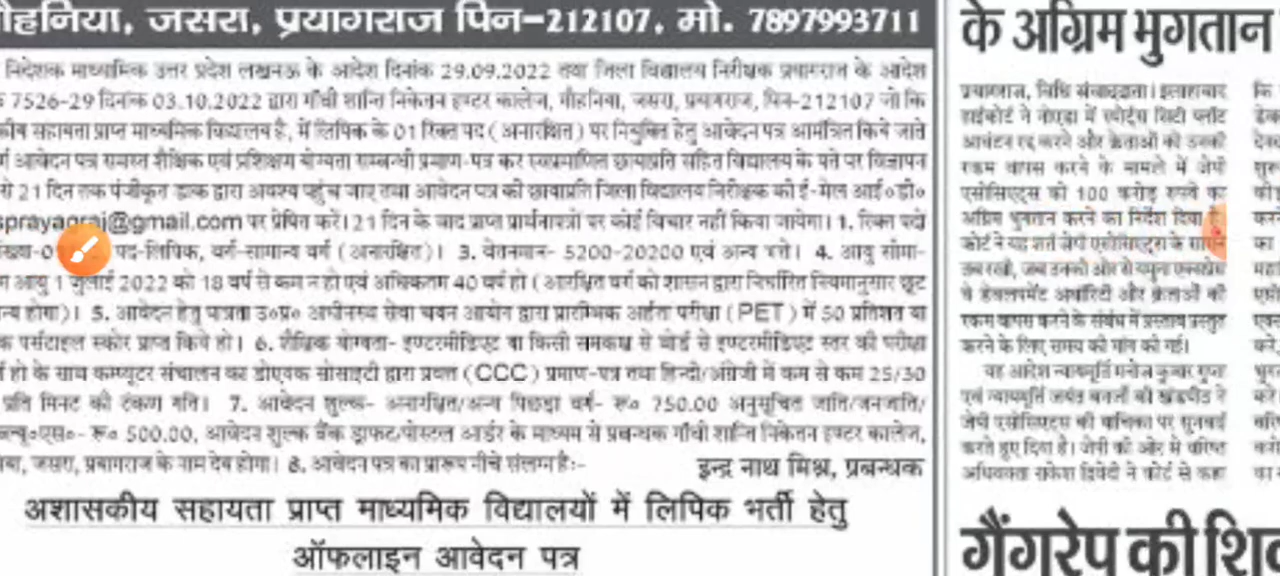 ौहनिया, जसरा, प्रयागराज पिन-212107. मो. 7897993711
निदेशक माध्यमिक उत्तर प्रदेश लखनऊ के आदेश दिनांक 29.09.2022 तथा जिला विद्यालय निरीक्षक प्रयागराज के आदेश
7526-29 दिनांक 03.10.2022 द्वारा गाँधी शान्ति निकेतन इण्टर कालेज, गौहनिया, जसरा, प्रयागराज, पिन-212107 जो कि
ीय सहायता प्राप्त माध्यमिक विद्यालय है, में लिपिक के 01 रिक्त पद (अनारक्षित) पर नियुक्ति हेतु आवेदन पत्र आमंत्रित किये जाते
आवेदन पत्र समस्त शैक्षिक एवं प्रशिक्षण योग्यता सम्बन्धी प्रमाण-पत्र कर स्वप्रमाणित छायाप्रति सहित विद्यालय के पते पर विज्ञापन
से 21 दिन तक पंजीकृत डाक द्वारा अवश्य पहुंच जाए तथा आवेदन पत्र की छायाप्रति जिला विद्यालय निरीक्षक की ई-मेल आई०डी०
sprayagraj@gmail.com पर प्रेषित करें। 21 दिन के बाद प्राप्त प्रार्थनापत्रों पर कोई विचार नही किया जायेगा। 1. रिक्त पदो
ख्या-0 पद-लिपिक, वर्ग-सामान्य वर्ग (अनारक्षित)। 3. वेतनमान- 5200-20200 एवं अन्य भत्ते। 4. आयु सीमा-
आयु 1 जुलाई 2022 को 18 वर्ष से कम न हो एवं अधिकतम 40 वर्ष हो (आरक्षित वर्ग को शासन द्वारा निर्धारित नियमानुसार छूट
न्य होगा)। 5. आवेदन हेतु पात्रता उ०प्र० अधीनस्थ सेवा चयन आयोग द्वारा प्रारम्भिक अर्हता परीक्षा (PET) में 50 प्रतिशत या
क पर्सेंटाइल स्कोर प्राप्त किये हो। 6. शैक्षिक योग्यता- इण्टरमीडिएट या किसी समकक्ष से बोर्ड से इण्टरमीडिएट स्तर की परीक्षा
हो के साथ कम्प्यूटर संचालन का डीएवक सोसाइटी द्वारा प्रदत्त (CCC) प्रमाण-पत्र तथा हिन्दी/अंग्रेजी में कम से कम 25/30
प्रति मिनट की टंकण गति। 7. आवेदन शुल्क- अनारक्षित/अन्य पिछड़ा वर्ग- रू० 750.00 अनुसूचित जाति/जनजाति/
ब्ल्यू०एस०- रू० 500.00, आवेदन शुल्क बैंक ड्राफट/पोस्टल आर्डर के माध्यम से प्रबन्धक गाँधी शान्ति निकेतन इण्टर कालेज,
जसरा, प्रयागराज के नाम देय होगा। 8. आवेदन पत्र का प्रारूप नीचे संलग्न है:-
इन्द्र नाथ मिश्र, प्रबन्धक
अशासकीय सहायता प्राप्त माध्यमिक विद्यालयों में लिपिक भर्ती हेतु
ऑफलाइन आवेदन पत्र
के अग्रिम भुगतान
प्रयागराज, विधि संवाददाता। इलाहाबाद
हाईकोर्ट ने नोएडा में स्पोर्ट्स सिटी प्लॉट
आवंटन रद्द करने और क्रेताओं को उनकी
रकम वापस करने के मामले में जेपी
एसोसिएट्स को 100 करोड़ रुपये का
अग्रिम भुगतान करने का निर्देश दिया है
कोर्ट ने यह शर्त जेपी एसोसिएट्स के सामने
तब रखी, जब उनकी ओर से यमुना एक्सप्रेस
वे डेवलपमेंट अथॉरिटी और क्रेताओं की
रकम वापस करने के संबंध में प्रस्ताव प्रस्तुत
करने के लिए समय की मांग की गई।
यह आदेश न्यायमूर्ति मनोज कुमार गुप्ता
एवं न्यायमूर्ति जयंत बनर्जी की खंडपीठ ने
जेपी एसोसिएट्स की याचिका पर सुनवाई
करते हुए दिया है। जेपी की ओर से वरिष्ठ
अधिवक्ता राकेश द्विवेदी ने कोर्ट से कहा
गैंगरेप की शि